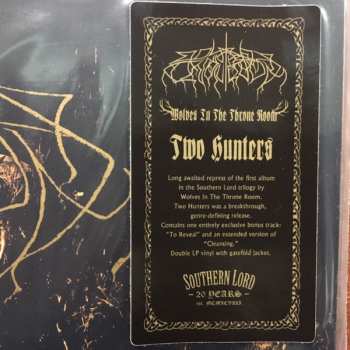 Wolves In The Throne Room
Two Hunters
Long awaited repress of the first album
in the Southern Lord trilogy by
Wolves In The Throne Room.
Two Hunters was a breakthrough,
genre-defining release.
Contains one entirely exclusive bonus track:
"To Reveal" and an extended version of
"Cleansing."
Double LP vinyl with gatefold jacket.
SOUTHERN LORD
– 20 YEARS –